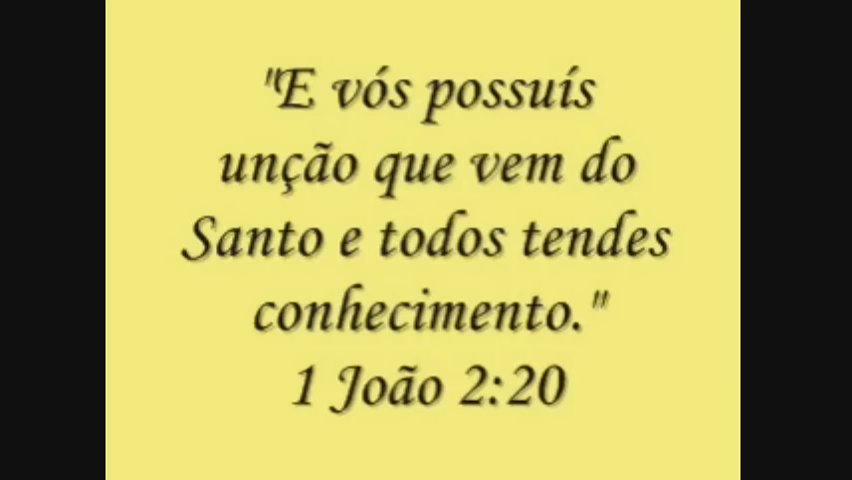 "E vós possuís
unção que vem do
Santo e todos tendes
conhecimento."
1 João 2:20